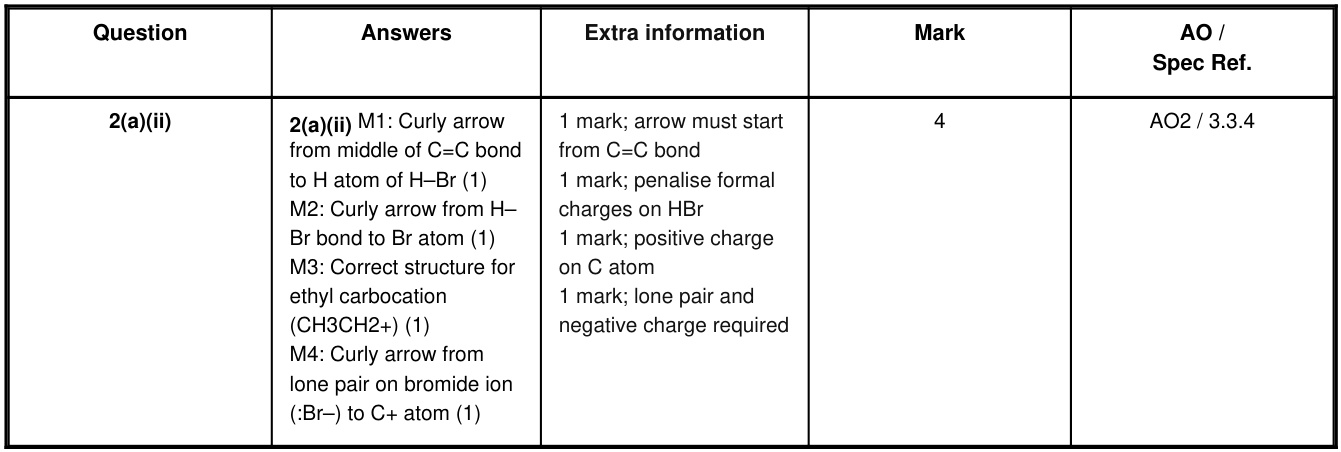 Question Answers Extra information Mark AO /
Spec Ref.
2(a)(ii)
2(a)(ii) M1: Curly arrow
from middle of C=C bond
to H atom of H–Br (1)
M2: Curly arrow from H–
Br bond to Br atom (1)
M3: Correct structure for
ethyl carbocation
(CH3CH2+) (1)
M4: Curly arrow from
lone pair on bromide ion
(:Br–) to C+ atom (1)
1 mark; arrow must start
from C=C bond
1 mark; penalise formal
charges on HBr
1 mark; positive charge
on C atom
1 mark; lone pair and
negative charge required
4
AO2 / 3.3.4